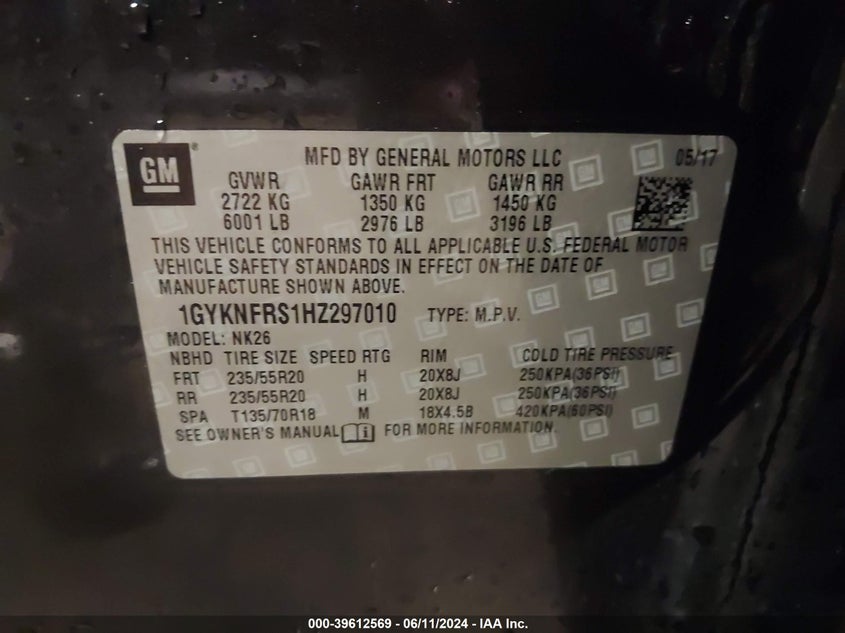 GM ®
MFD BY GENERAL MOTORS LLC 05/17
GVWR GAWR FRT GAWR RR
2722 KG 1350 KG 1450 KG
6001 LB 2976 LB 3196 LB
THIS VEHICLE CONFORMS TO ALL APPLICABLE U.S. FEDERAL MOTOR
VEHICLE SAFETY STANDARDS IN EFFECT ON THE DATE OF
MANUFACTURE SHOWN ABOVE.
1GYKNFRS1HZ297010 TYPE: M.P.V.
MODEL: NK26
NBHD TIRE SIZE SPEED RTG RIM COLD TIRE PRESSURE
FRT 235/55R20 H 20X8J 250KPA(36PSI)
RR 235/55R20 H 20X8J 250KPA(36PSI)
SPA T135/70R18 M 18X4.5B 420KPA(60PSI)
SEE OWNER'S MANUAL FOR MORE INFORMATION.
000-39612569 - 06/11/2024 - IAA Inc.